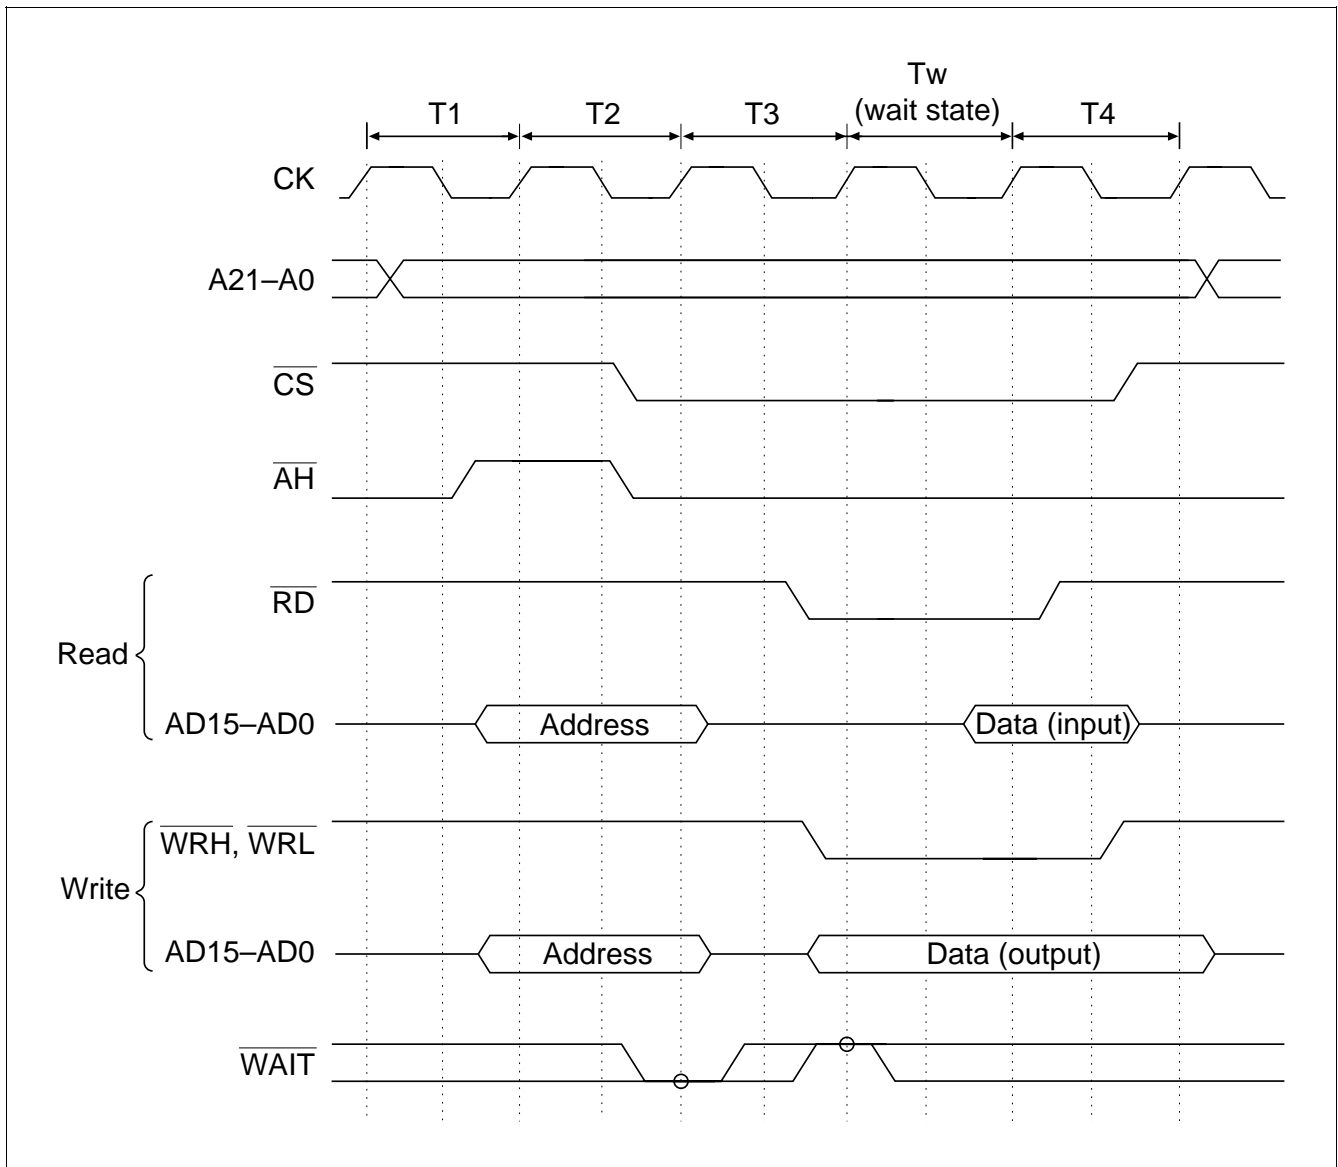 Tw
T1 T2 T3 (wait state) T4
CK
A21–A0
CS
AH
RD
Read
AD15–AD0 Address Data (input)
WRH, WRL
Write
AD15–AD0 Address Data (output)
WAIT